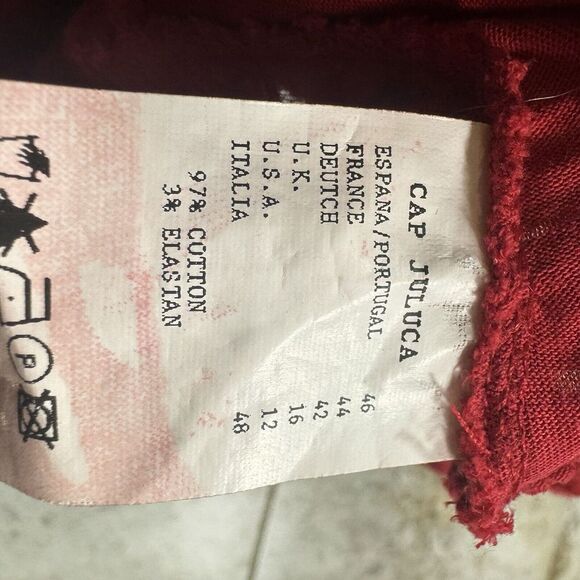 CAP JULUCA
ESPANA/PORTUGAL 46
FRANCE 44
DEUTCH 42
U.K. 16
U.S.A. 12
ITALIA 48
97% COTTON
3% ELASTAN
P